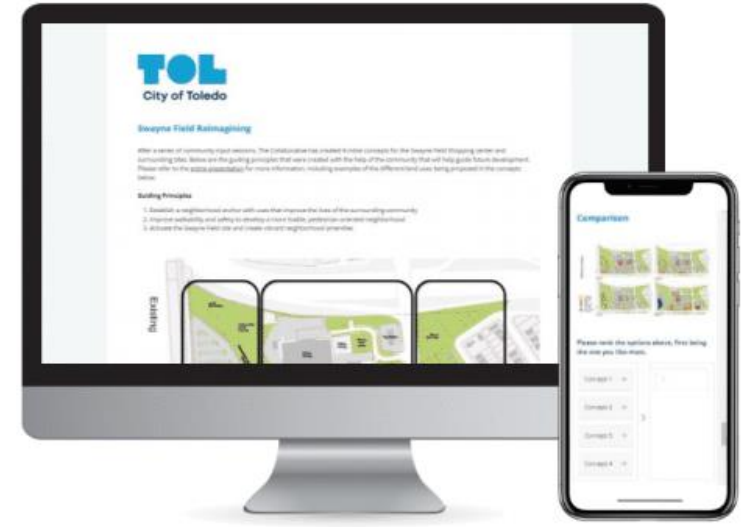 TOL
City of Toledo
Swayne Field Reimagining
After a series of community input sessions, The Collaborative has created 4 initial concepts for the Swayne Field Shopping center and
surrounding sites. Below are the guiding principles that were created with the help of the community that will help guide future development.
Please refer to the entire presentation for more information, including examples of the different land uses being proposed in the concepts
below.
Guiding Principles
1. Establish a neighborhood anchor with uses that improve the lives of the surrounding community
2. Improve walkability and safety to develop a more livable, pedestrian-oriented neighborhood
3. Activate the Swayne Field site and create vibrant neighborhood amenities
Existing
Comparison
Please rank the options above, first being
the one you like most.
Concept 1
Concept 2
Concept 3
Concept 4